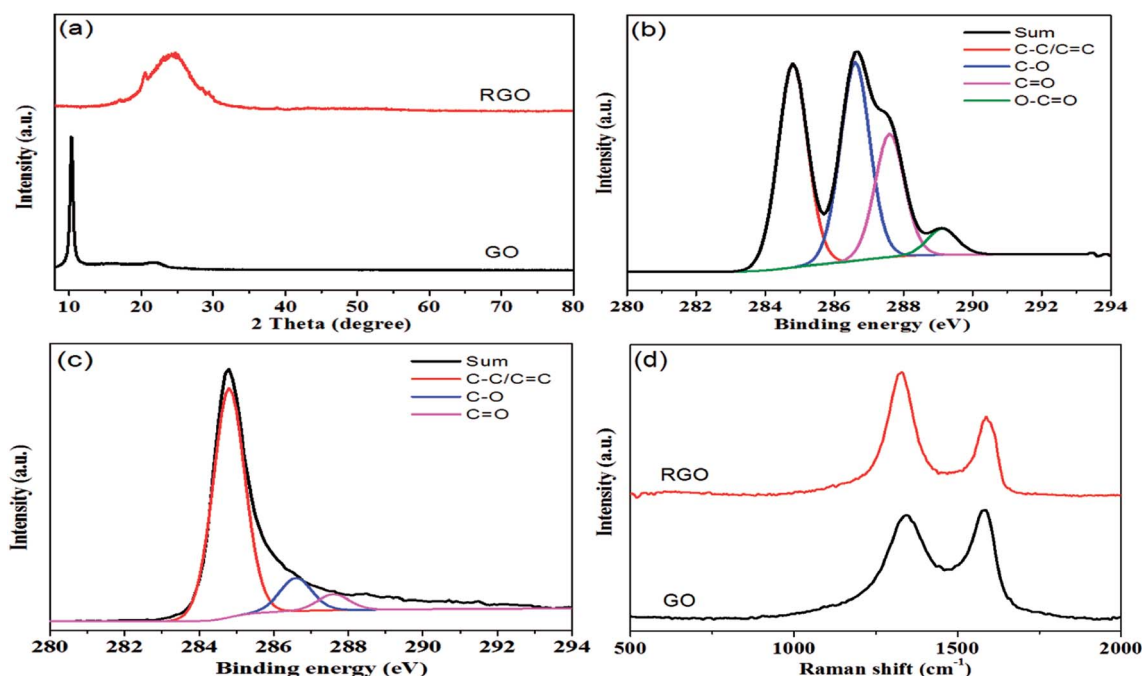 (a)
RGO
GO
Intensity (a.u.)
10 20 30 40 50 60 70 80
2 Theta (degree)
(b)
Sum
C-C/C=C
C-O
C=O
O-C=O
Intensity (a.u.)
280 282 284 286 288 290 292 294
Binding energy (eV)
(c)
Sum
C-C/C=C
C-O
C=O
Intensity (a.u.)
280 282 284 286 288 290 292 294
Binding energy (eV)
(d)
RGO
GO
Intensity (a.u.)
500 1000 1500 2000
Raman shift (cm⁻¹)